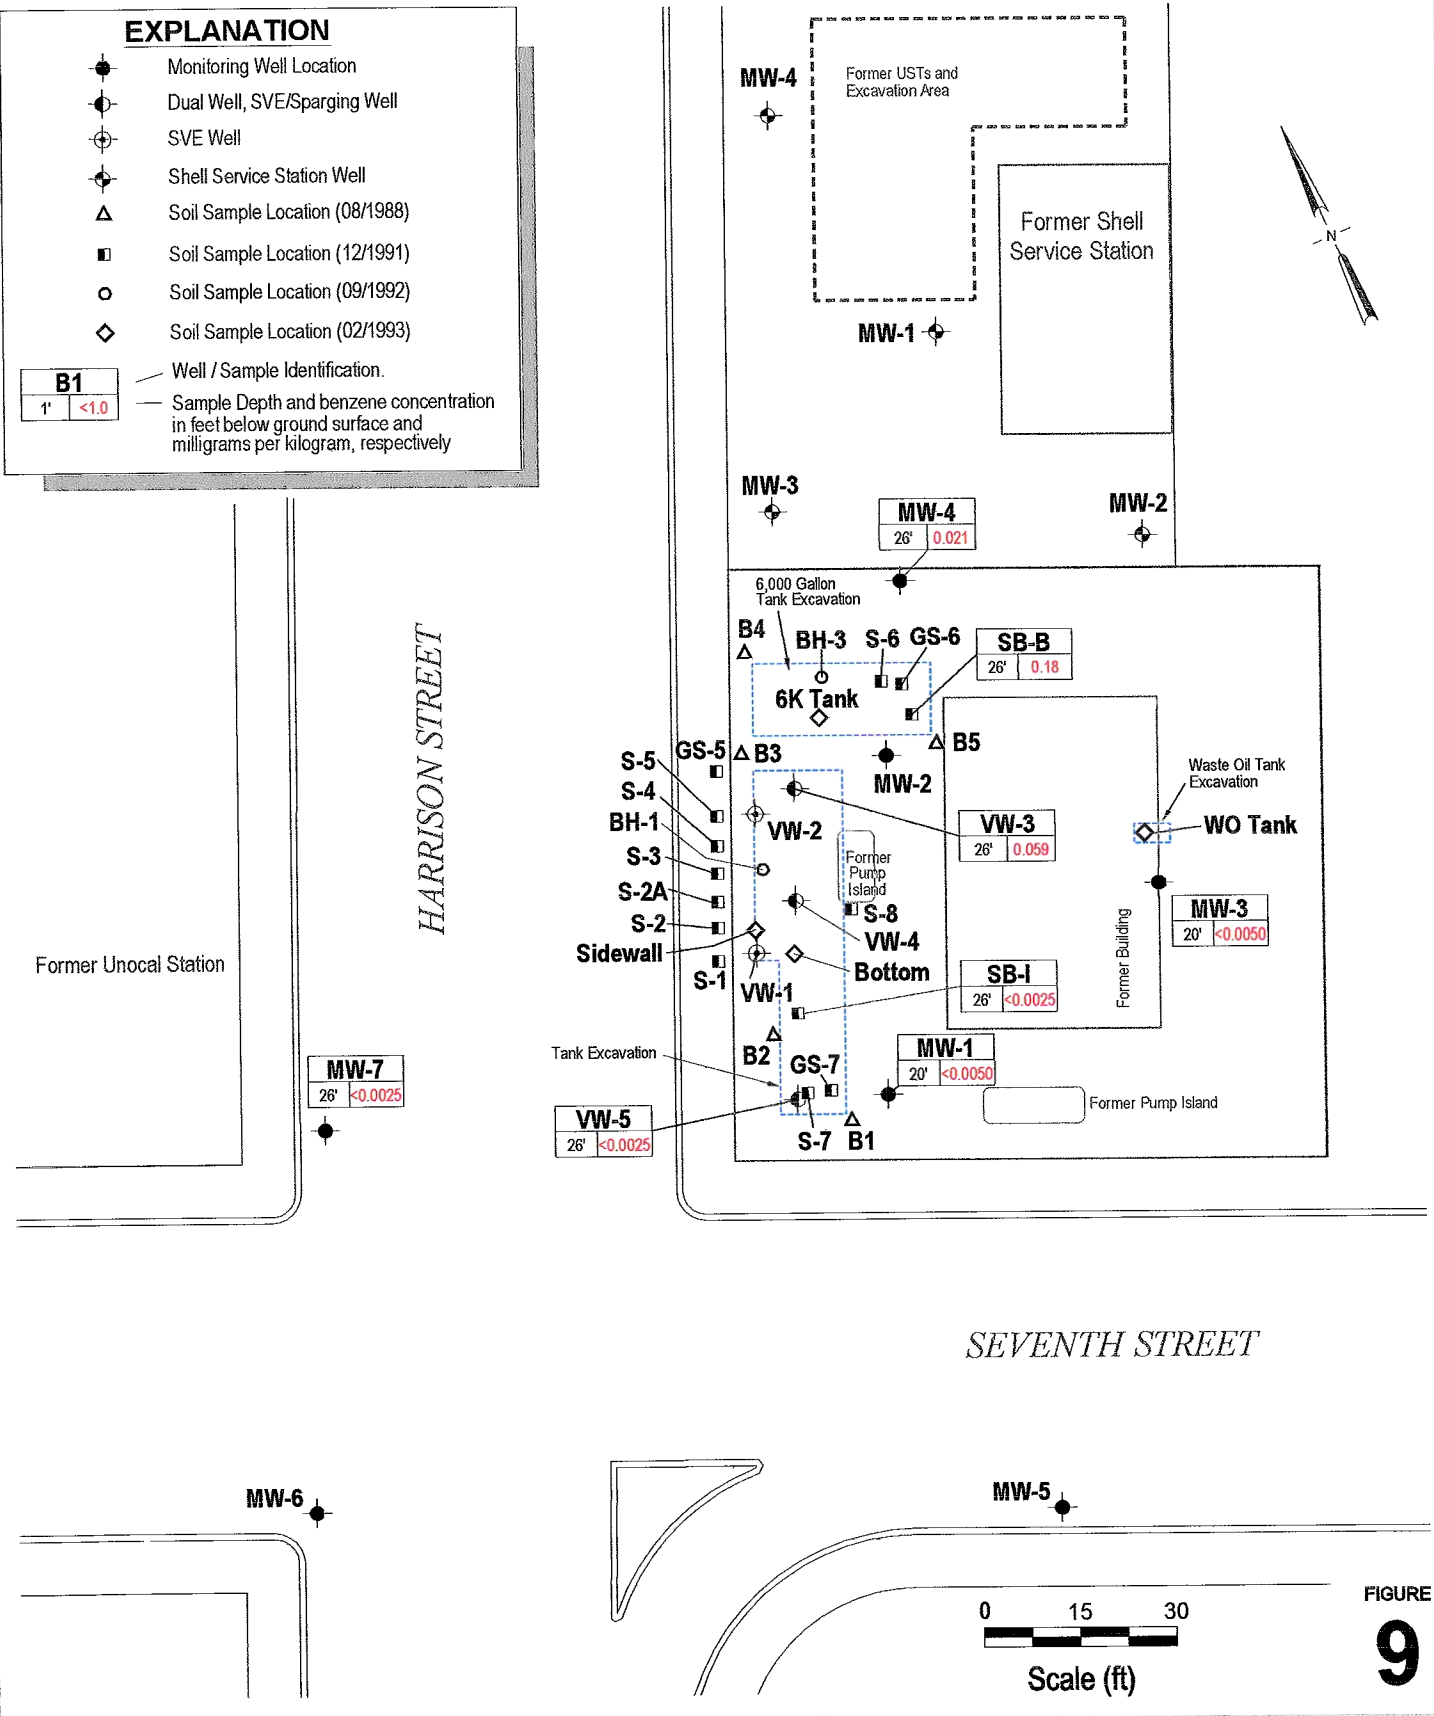 EXPLANATION
Monitoring Well Location
Dual Well, SVE/Sparging Well
SVE Well
Shell Service Station Well
Soil Sample Location (08/1988)
Soil Sample Location (12/1991)
Soil Sample Location (09/1992)
Soil Sample Location (02/1993)
B1
1' <1.0
Well / Sample Identification.
Sample Depth and benzene concentration
in feet below ground surface and
milligrams per kilogram, respectively
MW-4
Former USTs and
Excavation Area
Former Shell
Service Station
N
MW-1
MW-3
MW-2
MW-4
26' 0.021
6,000 Gallon
Tank Excavation
B4
BH-3
S-6
GS-6
SB-B
26' 0.18
6K Tank
HARRISON STREET
GS-5
B3
B5
MW-2
S-5
S-4
BH-1
S-3
S-2A
S-2
Sidewall
S-1
VW-2
Former
Pump
Island
VW-3
26' 0.059
Waste Oil Tank
Excavation
WO Tank
S-8
VW-4
Bottom
VW-1
MW-3
20' <0.0050
Former Building
SB-I
26' <0.0025
Former Unocal Station
B2
Tank Excavation
GS-7
MW-1
20' <0.0050
Former Pump Island
MW-7
26' <0.0025
VW-5
26' <0.0025
S-7
B1
SEVENTH STREET
MW-6
MW-5
0 15 30
Scale (ft)
FIGURE
9